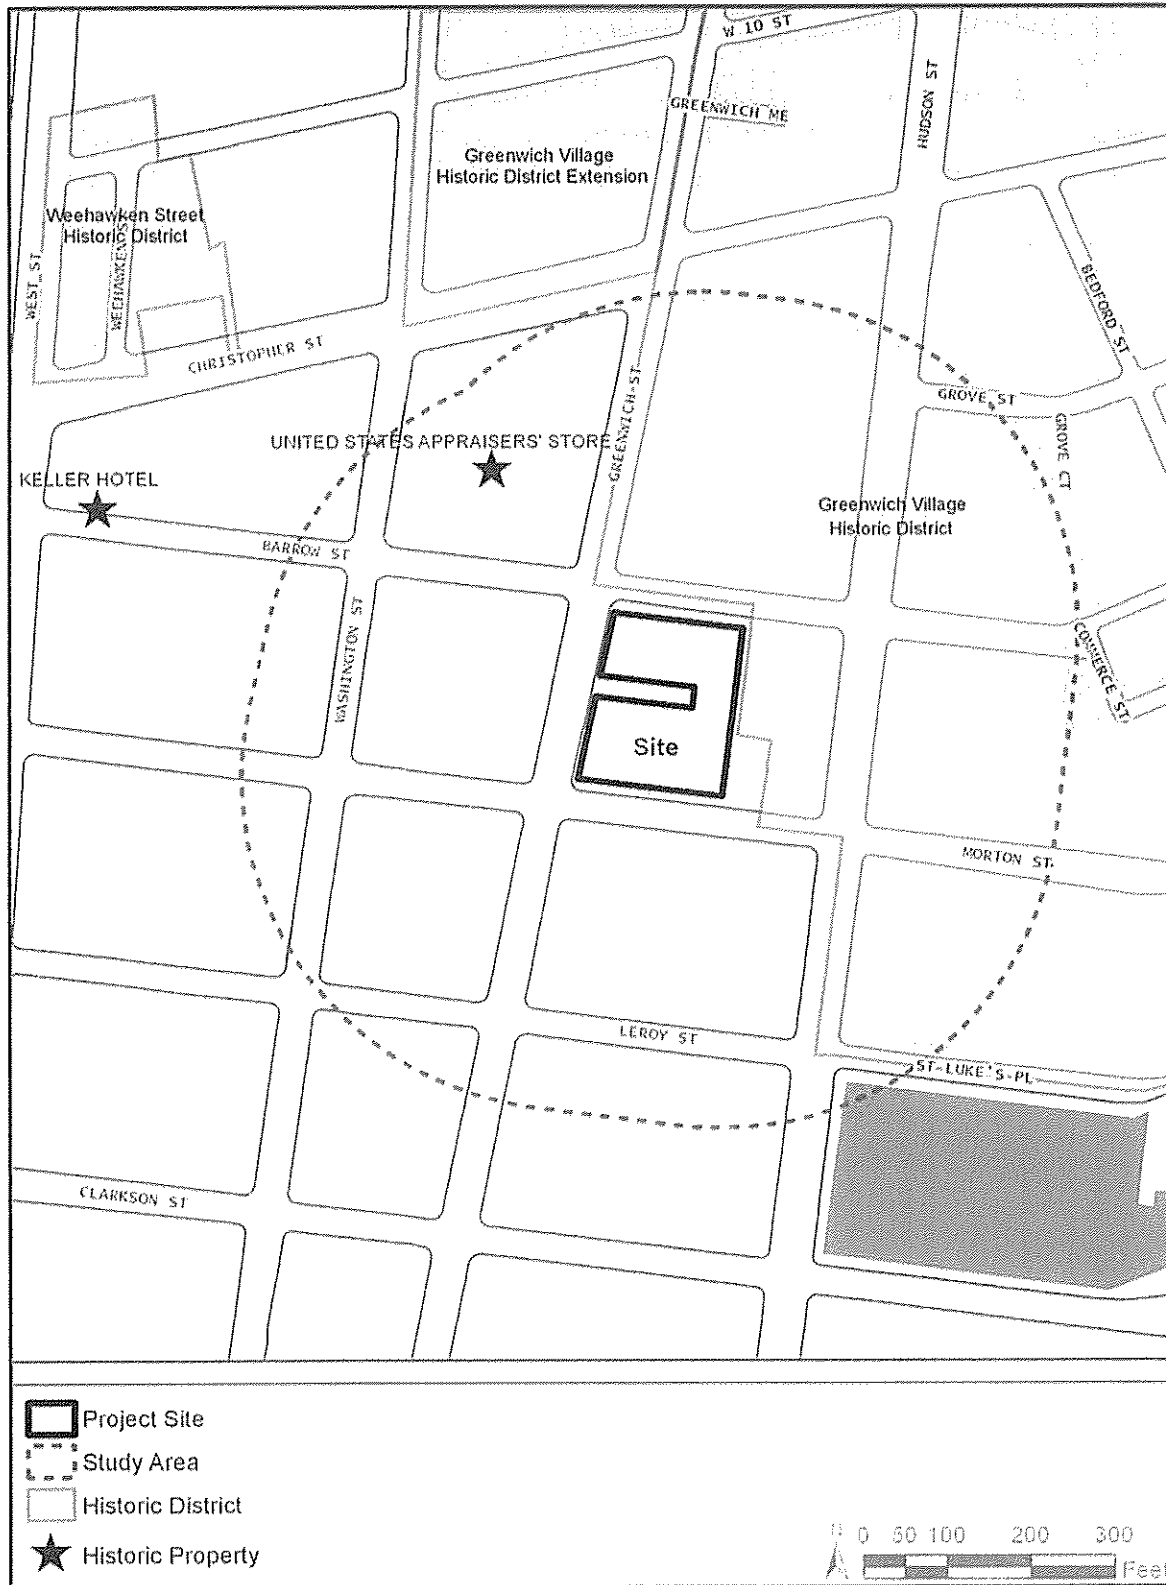 W 10 ST
HUDSON ST
GREENWICH ME
Greenwich Village
Historic District Extension
Weehawken Street
Historic District
WEST ST
BEDFORD ST
CHRISTOPHER ST
GREENWICH ST
GROVE ST
GROVE CT
UNITED STATES APPRAISERS' STORE
KELLER HOTEL
Greenwich Village
Historic District
BARROW ST
WASHINGTON ST
COMMERCE ST
Site
MORTON ST
LEROY ST
ST-LUKE'S-PL
CLARKSON ST
Project Site
Study Area
Historic District
Historic Property
N
0 50 100 200 300
Feet